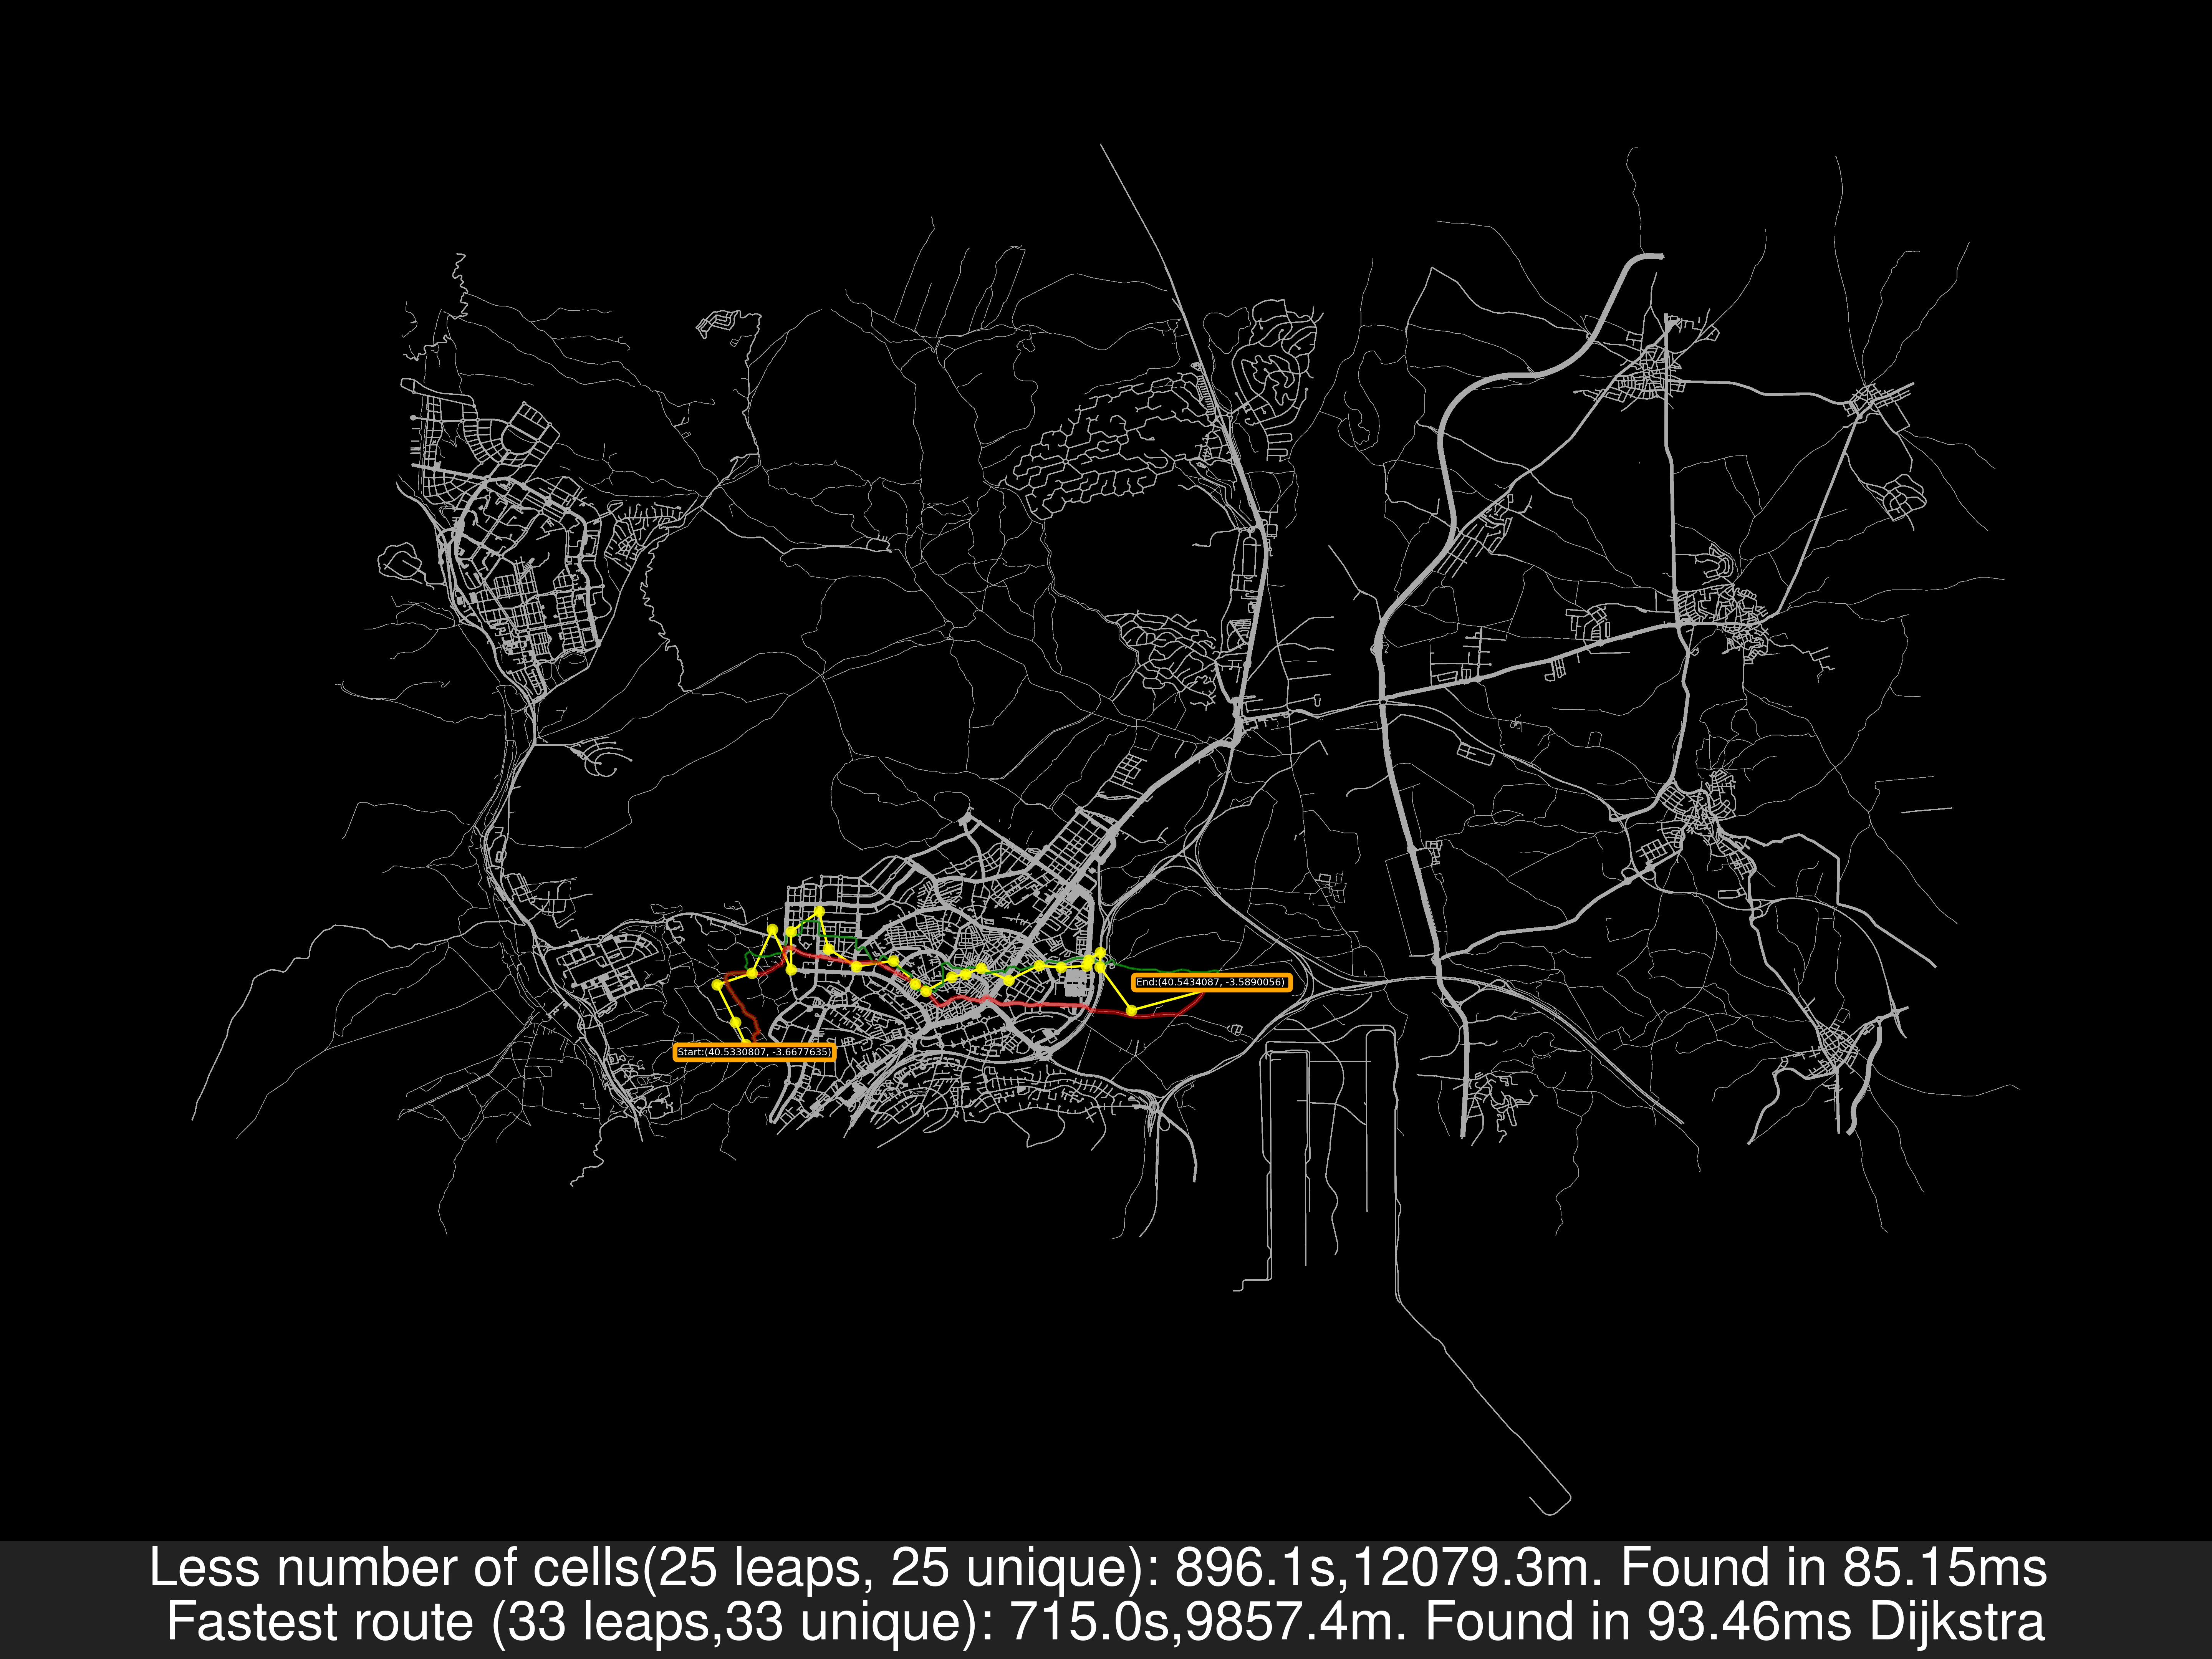 End:(40.5434087, -3.5890056)
Start:(40.5330807, -3.6677635)
Less number of cells(25 leaps, 25 unique): 896.1s,12079.3m. Found in 85.15ms
Fastest route (33 leaps,33 unique): 715.0s,9857.4m. Found in 93.46ms Dijkstra